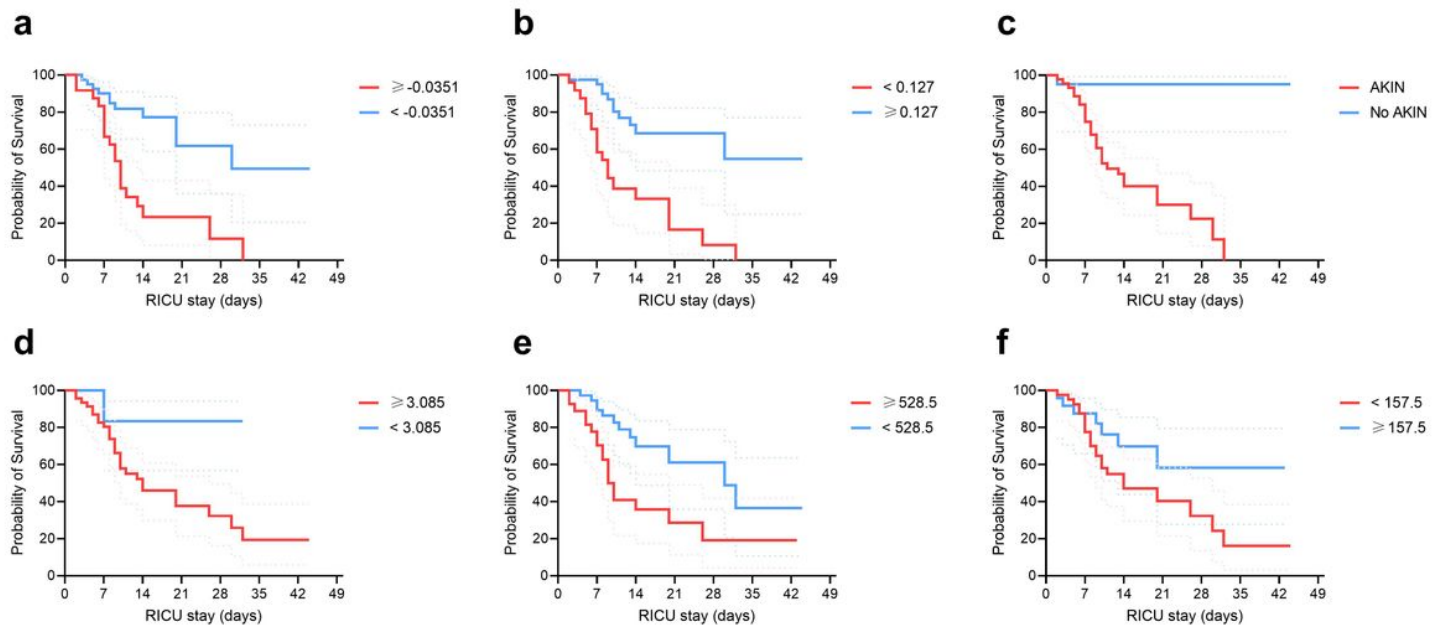 a
Probability of Survival
100
80
60
40
20
0
0 7 14 21 28 35 42 49
RICU stay (days)
≥ -0.0351
< -0.0351
b
Probability of Survival
100
80
60
40
20
0
0 7 14 21 28 35 42 49
RICU stay (days)
< 0.127
≥ 0.127
c
Probability of Survival
100
80
60
40
20
0
0 7 14 21 28 35 42 49
RICU stay (days)
AKIN
No AKIN
d
Probability of Survival
100
80
60
40
20
0
0 7 14 21 28 35 42 49
RICU stay (days)
≥ 3.085
< 3.085
e
Probability of Survival
100
80
60
40
20
0
0 7 14 21 28 35 42 49
RICU stay (days)
≥ 528.5
< 528.5
f
Probability of Survival
100
80
60
40
20
0
0 7 14 21 28 35 42 49
RICU stay (days)
< 157.5
≥ 157.5